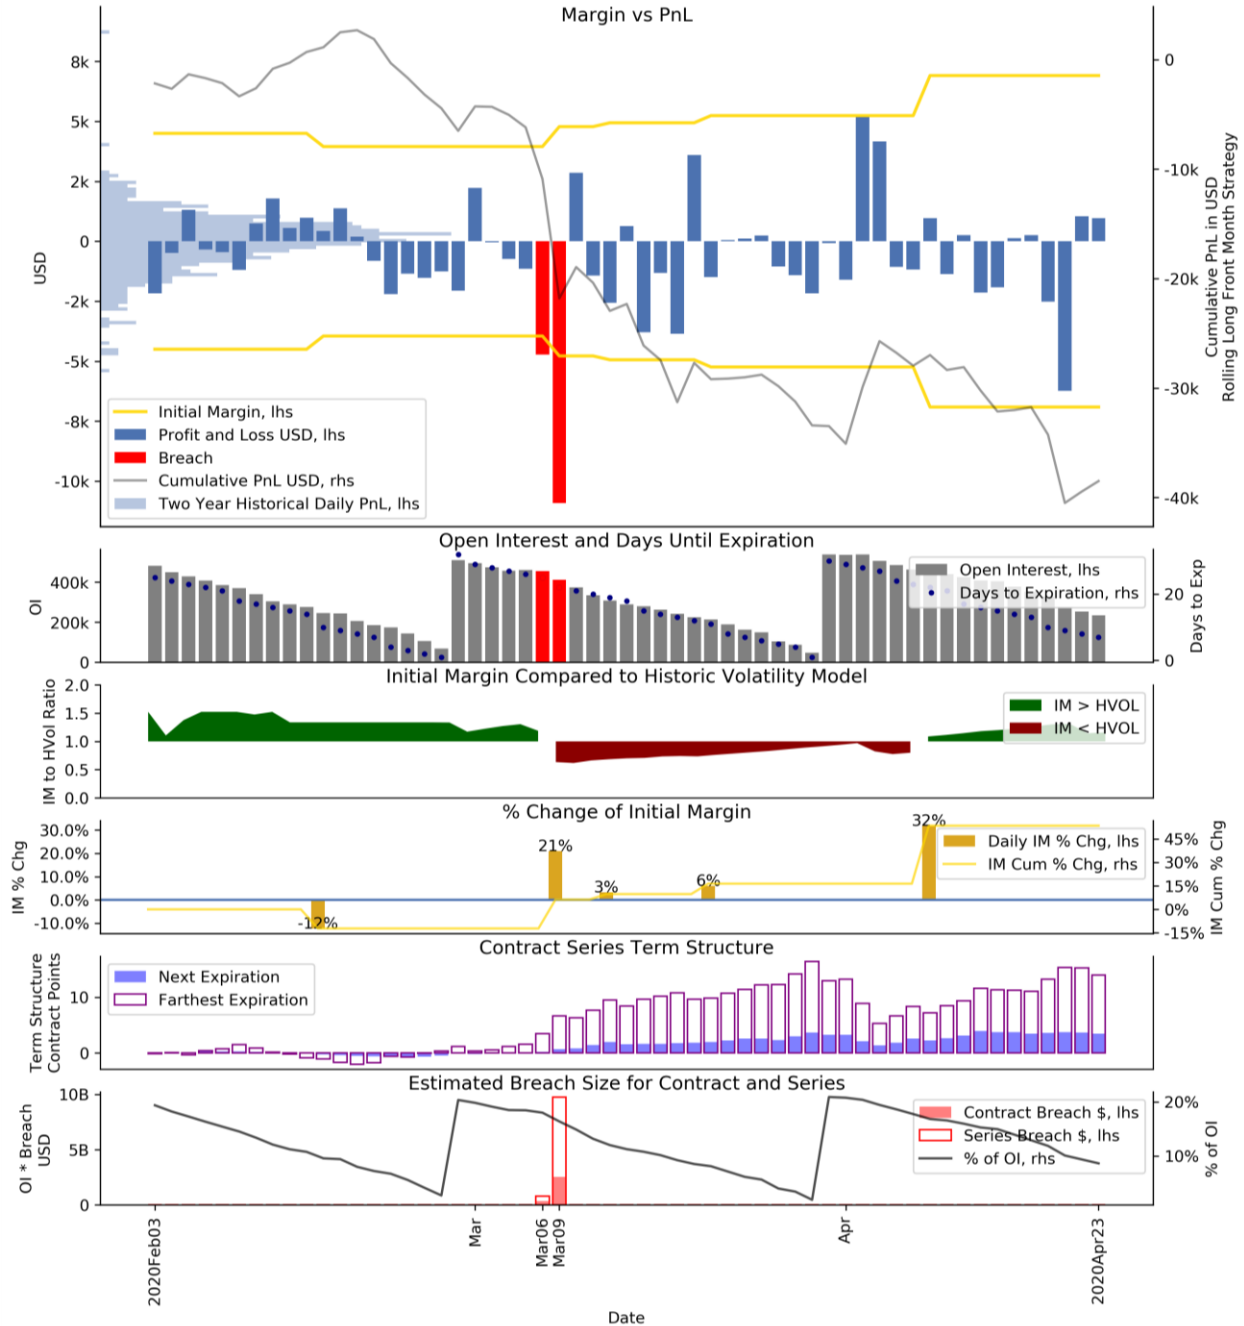 Margin vs PnL
8k
5k
2k
0
-2k
-5k
-8k
-10k
USD
0
-10k
-20k
-30k
-40k
Cumulative PnL in USD
Rolling Long Front Month Strategy
Initial Margin, lhs
Profit and Loss USD, lhs
Breach
Cumulative PnL USD, rhs
Two Year Historical Daily PnL, lhs
Open Interest and Days Until Expiration
400k
200k
0
OI
20
0
Days to Exp
Open Interest, lhs
Days to Expiration, rhs
Initial Margin Compared to Historic Volatility Model
2.0
1.5
1.0
0.5
0.0
IM to HVol Ratio
IM > HVOL
IM < HVOL
% Change of Initial Margin
30.0%
20.0%
10.0%
0.0%
-10.0%
IM % Chg
-12%
21%
3%
6%
32%
45%
30%
15%
0%
-15%
IM Cum % Chg
Daily IM % Chg, lhs
IM Cum % Chg, rhs
Contract Series Term Structure
10
0
Term Structure
Contract Points
Next Expiration
Farthest Expiration
Estimated Breach Size for Contract and Series
10B
5B
0
OI * Breach
USD
20%
10%
% of OI
Contract Breach $, lhs
Series Breach $, lhs
% of OI, rhs
2020Feb03
Mar
Mar06
Mar09
Apr
2020Apr23
Date